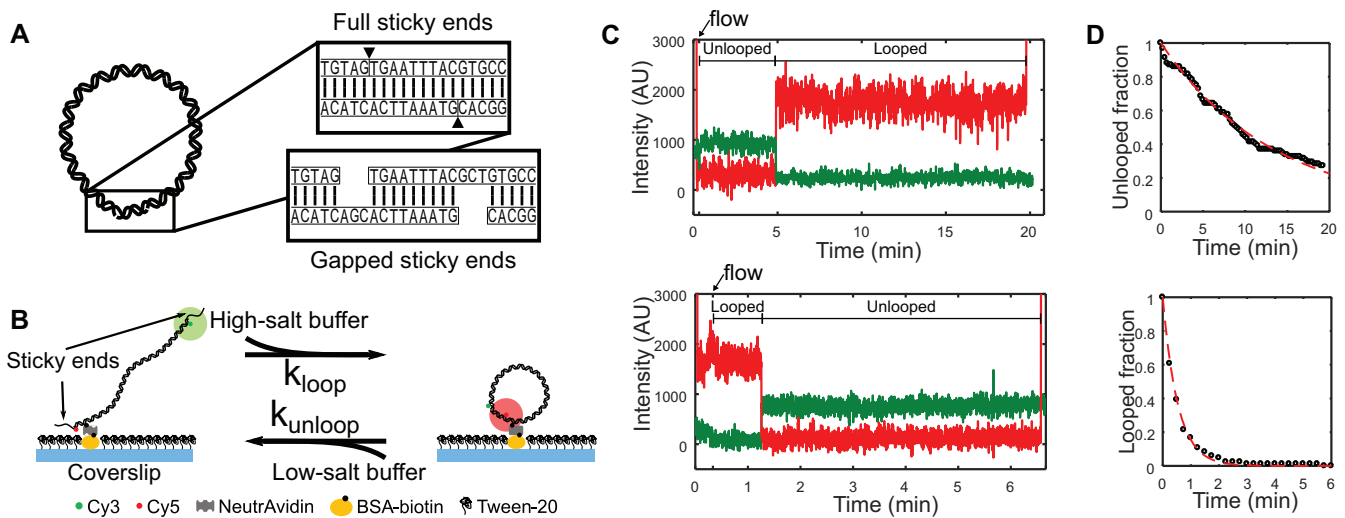 A
Full sticky ends
TGTAGTGAATTTACGTGCC
ACATCACTTAAATGCACGG
TGTAG TGAATTTACGCTGTGCC
ACATCAGCACTTAAATG CACGG
Gapped sticky ends
B
Sticky ends
High-salt buffer
k_loop
k_unloop
Low-salt buffer
Coverslip
Cy3 Cy5 NeutrAvidin BSA-biotin Tween-20
C
flow
Unlooped Looped
Intensity (AU)
3000
2000
1000
0
0 5 10 15 20
Time (min)
flow
Looped Unlooped
Intensity (AU)
3000
2000
1000
0
0 1 2 3 4 5 6
Time (min)
D
Unlooped fraction
1
0.8
0.6
0.4
0.2
0
0 5 10 15 20
Time (min)
Looped fraction
1
0.8
0.6
0.4
0.2
0
0 1 2 3 4 5 6
Time (min)